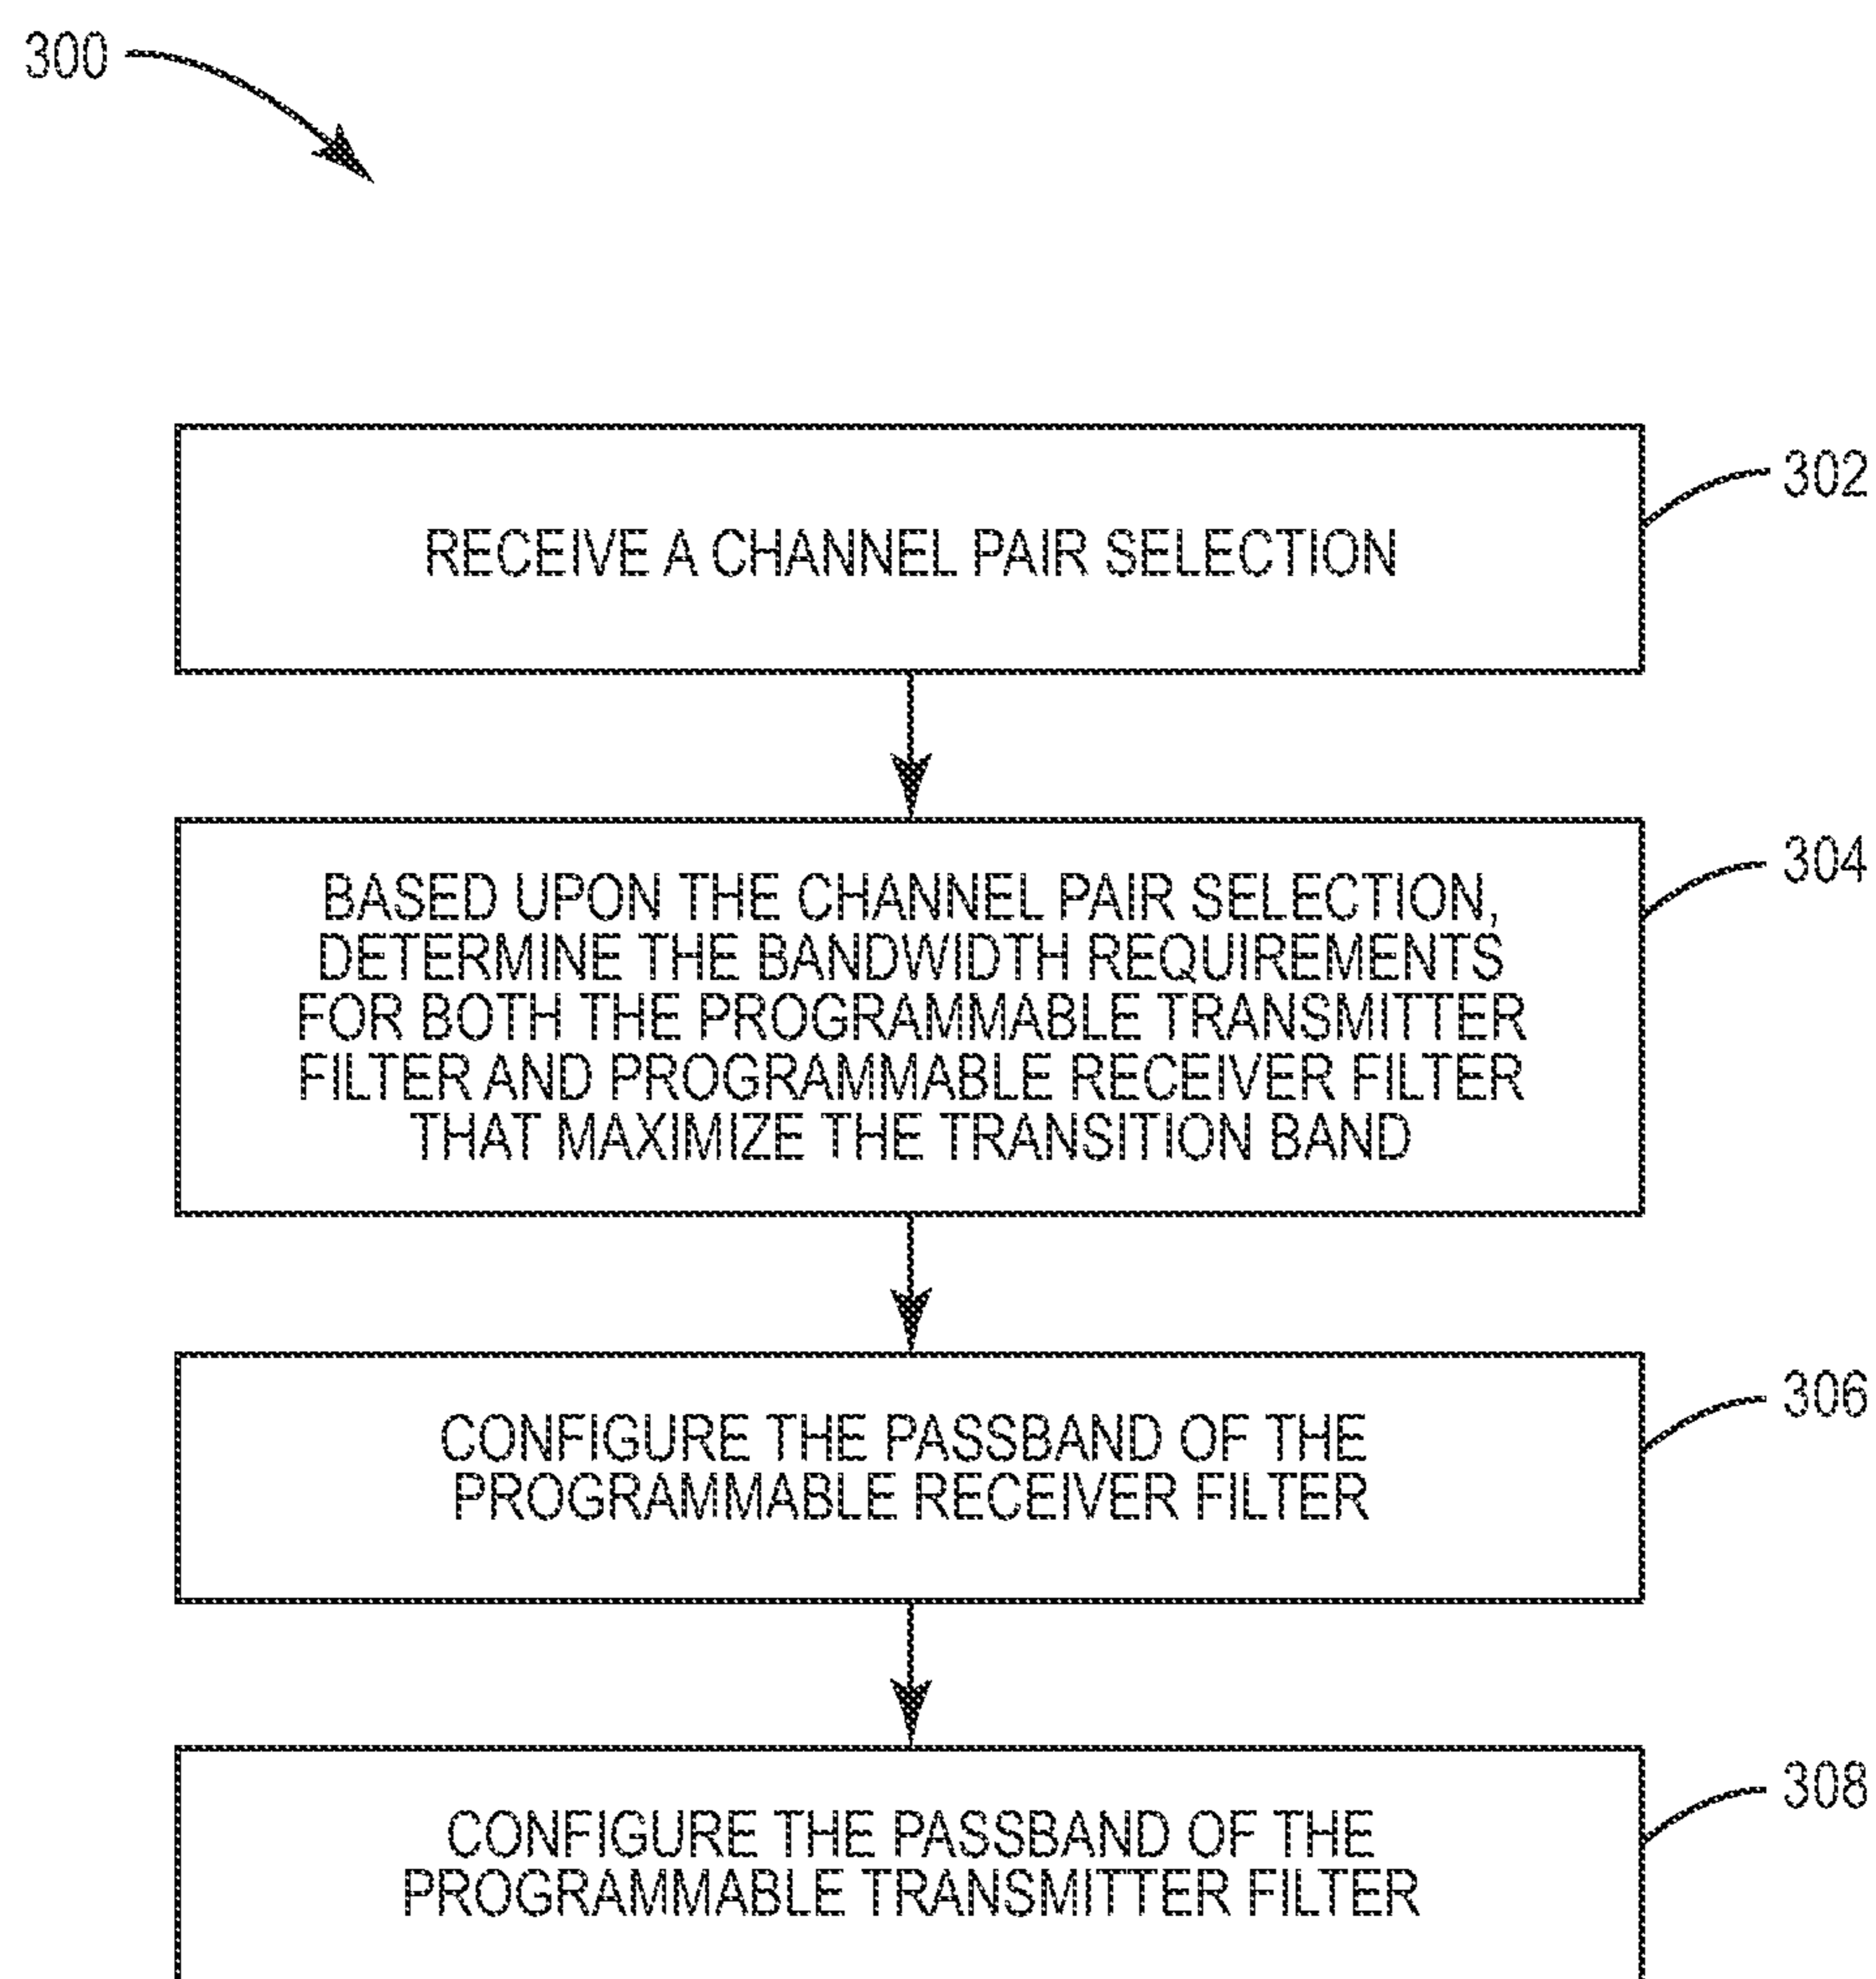 300
302
RECEIVE A CHANNEL PAIR SELECTION
304
BASED UPON THE CHANNEL PAIR SELECTION,
DETERMINE THE BANDWIDTH REQUIREMENTS
FOR BOTH THE PROGRAMMABLE TRANSMITTER
FILTER AND PROGRAMMABLE RECEIVER FILTER
THAT MAXIMIZE THE TRANSITION BAND
306
CONFIGURE THE PASSBAND OF THE
PROGRAMMABLE RECEIVER FILTER
308
CONFIGURE THE PASSBAND OF THE
PROGRAMMABLE TRANSMITTER FILTER